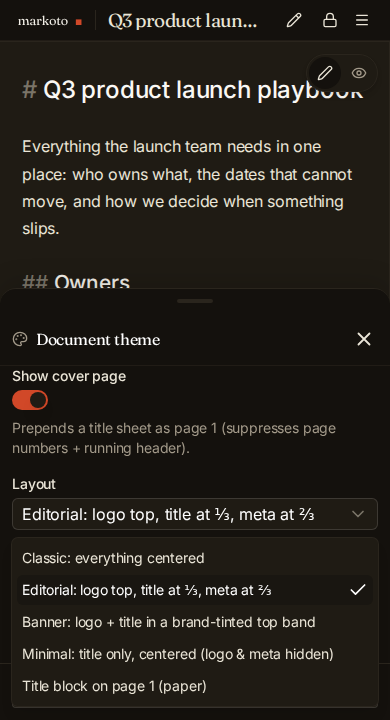 markoto
Q3 product laun...
# Q3 product launch playbook
Everything the launch team needs in one
place: who owns what, the dates that cannot
move, and how we decide when something
slips.
## Owners
Document theme
Show cover page
Prepends a title sheet as page 1 (suppresses page
numbers + running header).
Layout
Editorial: logo top, title at ⅓, meta at ⅔
Classic: everything centered
Editorial: logo top, title at ⅓, meta at ⅔
Banner: logo + title in a brand-tinted top band
Minimal: title only, centered (logo & meta hidden)
Title block on page 1 (paper)